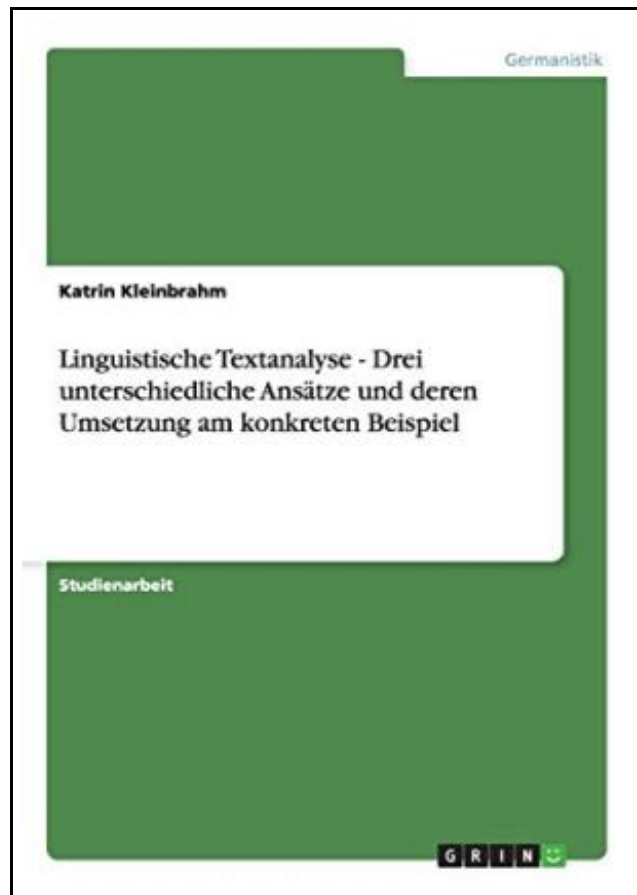 Germanistik
Katrin Kleinbrahm
Linguistische Textanalyse - Drei
unterschiedliche Ansätze und deren
Umsetzung am konkreten Beispiel
Studienarbeit
GRIN